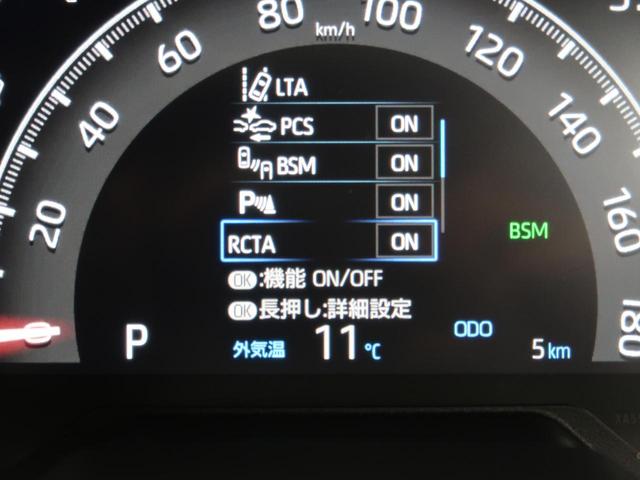 20
40
60
80
100
120
140
160
180
km/h
LTA
PCS ON
BSM ON
P ON
RCTA ON
BSM
OK:機能 ON/OFF
OK長押し:詳細設定
P
外気温 11℃
ODO
5km
0